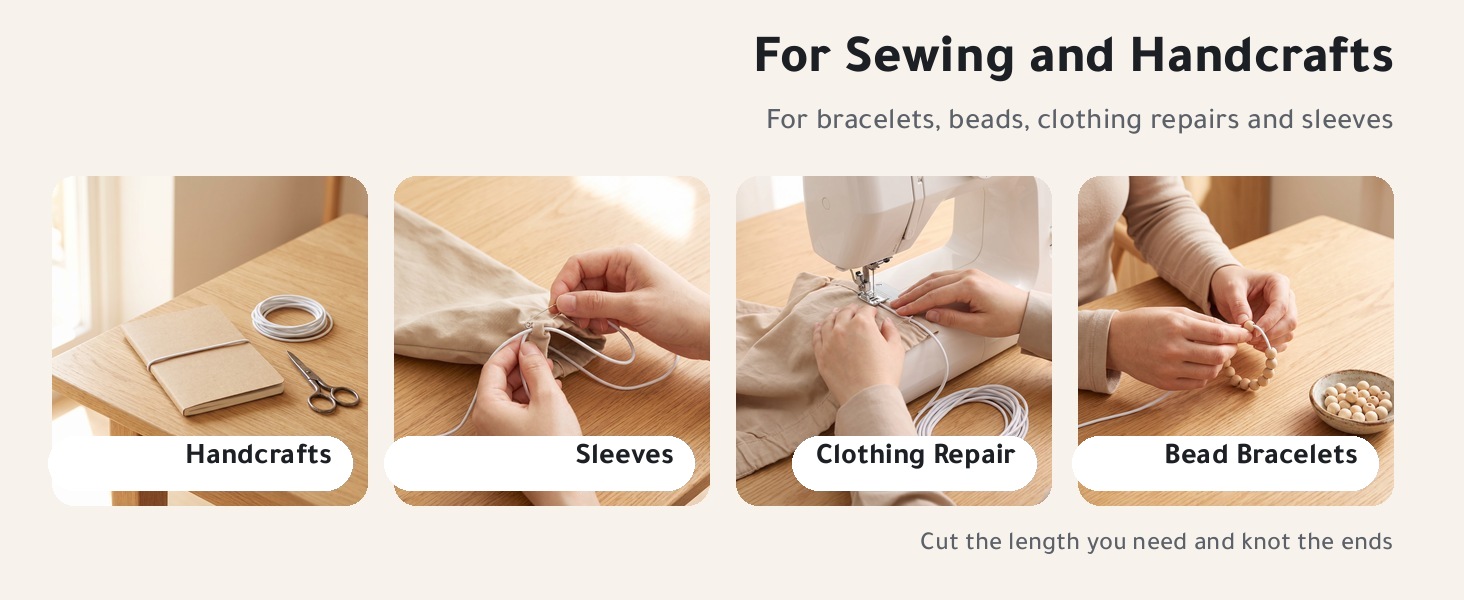 For Sewing and Handcrafts
For bracelets, beads, clothing repairs and sleeves
Handcrafts
Sleeves
Clothing Repair
Bead Bracelets
Cut the length you need and knot the ends